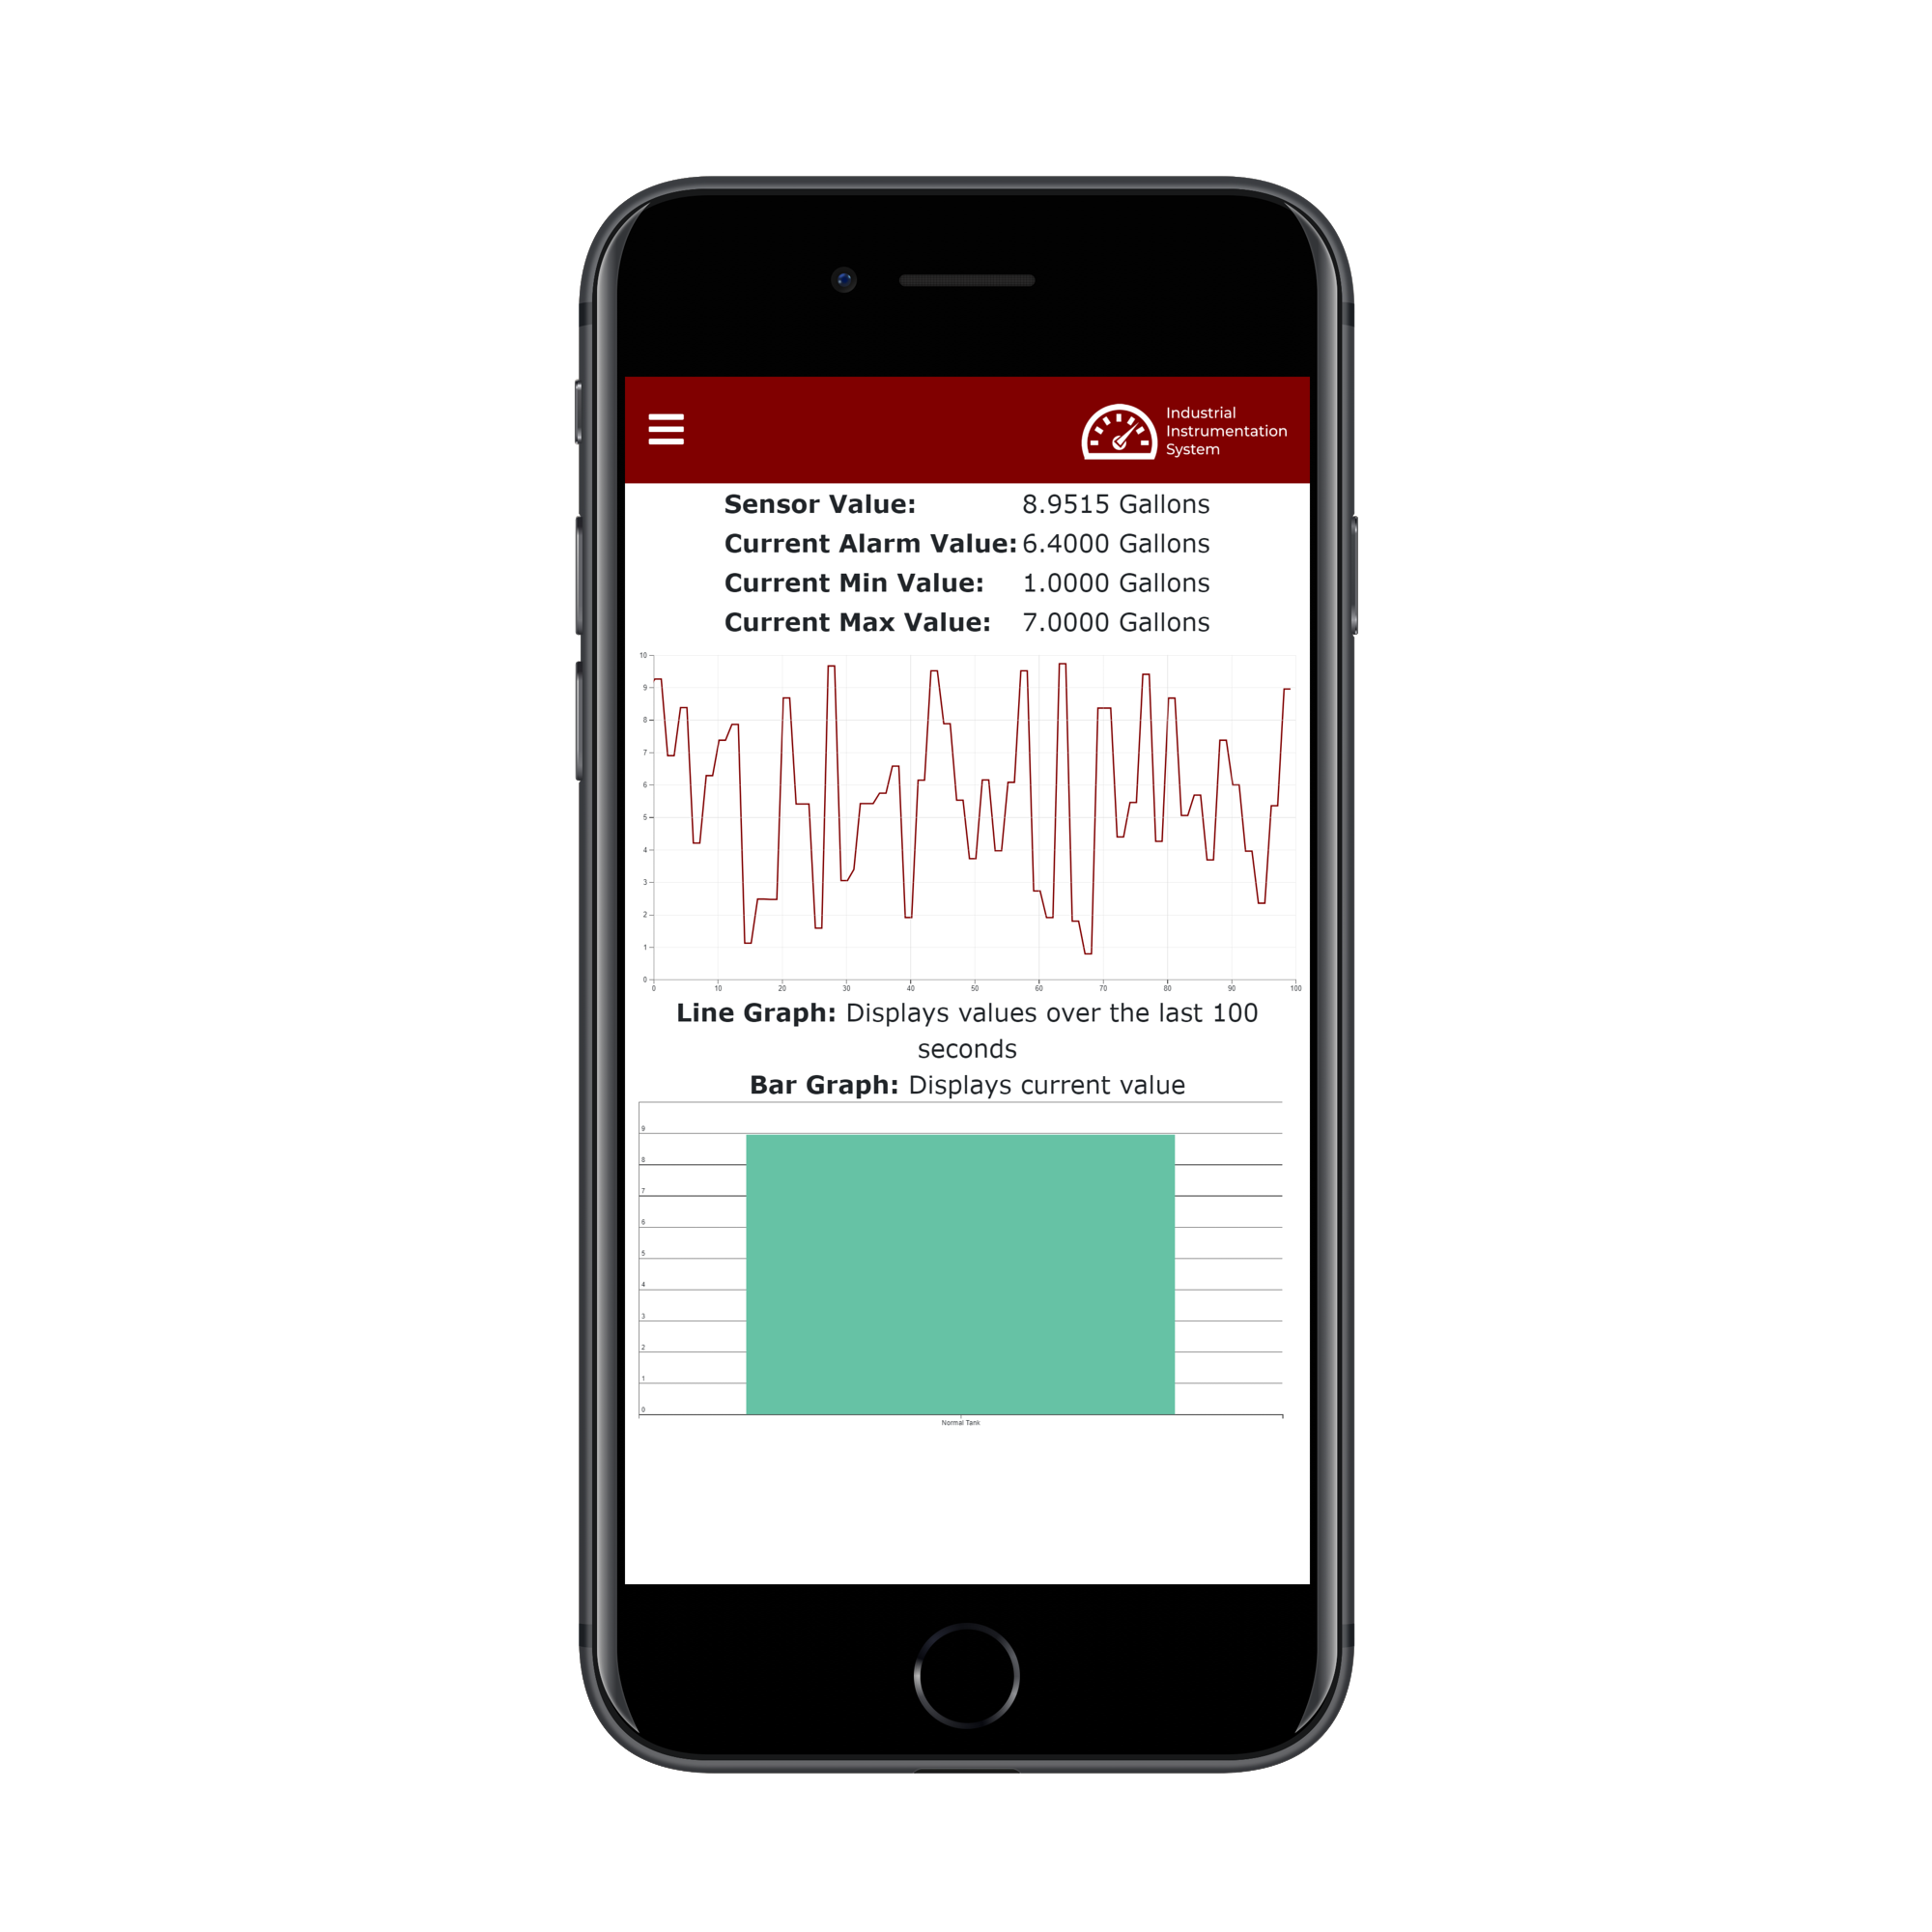 Industrial
Instrumentation
System
Sensor Value: 8.9515 Gallons
Current Alarm Value: 6.4000 Gallons
Current Min Value: 1.0000 Gallons
Current Max Value: 7.0000 Gallons
10
9
8
7
6
5
4
3
2
1
0
0 10 20 30 40 50 60 70 80 90 100
Line Graph: Displays values over the last 100
seconds
Bar Graph: Displays current value
9
8
7
6
5
4
3
2
1
0
Normal Tank